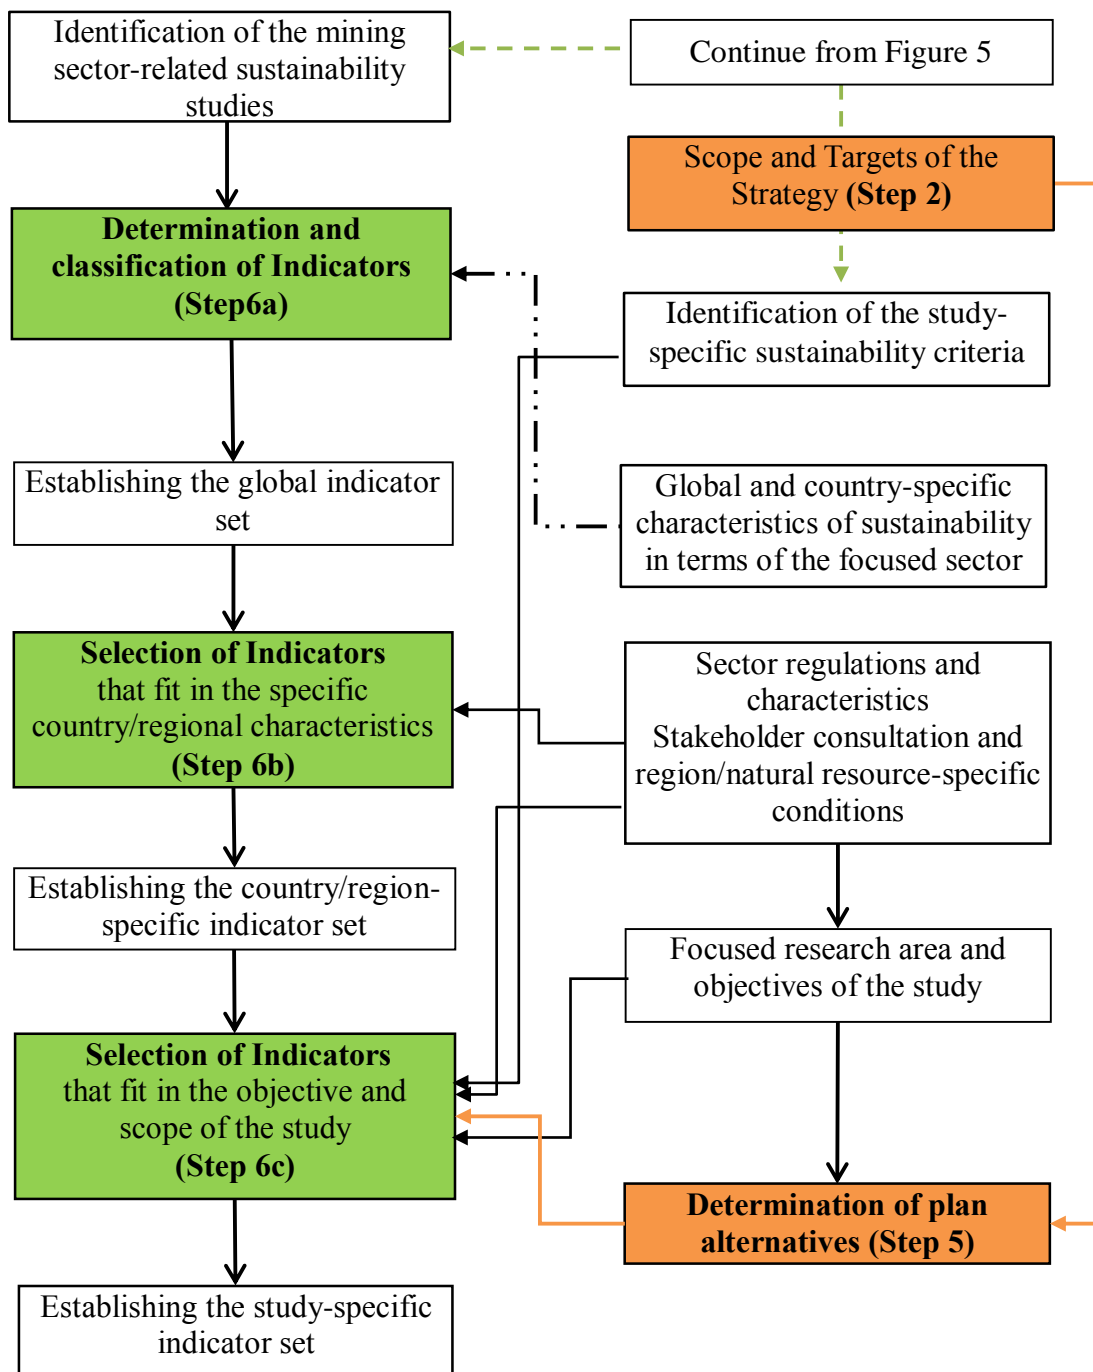 Identification of the mining
sector-related sustainability
studies
Continue from Figure 5
Scope and Targets of the
Strategy (Step 2)
Determination and
classification of Indicators
(Step6a)
Identification of the study-
specific sustainability criteria
Establishing the global indicator
set
Global and country-specific
characteristics of sustainability
in terms of the focused sector
Selection of Indicators
that fit in the specific
country/regional characteristics
(Step 6b)
Sector regulations and
characteristics
Stakeholder consultation and
region/natural resource-specific
conditions
Establishing the country/region-
specific indicator set
Focused research area and
objectives of the study
Selection of Indicators
that fit in the objective and
scope of the study
(Step 6c)
Determination of plan
alternatives (Step 5)
Establishing the study-specific
indicator set